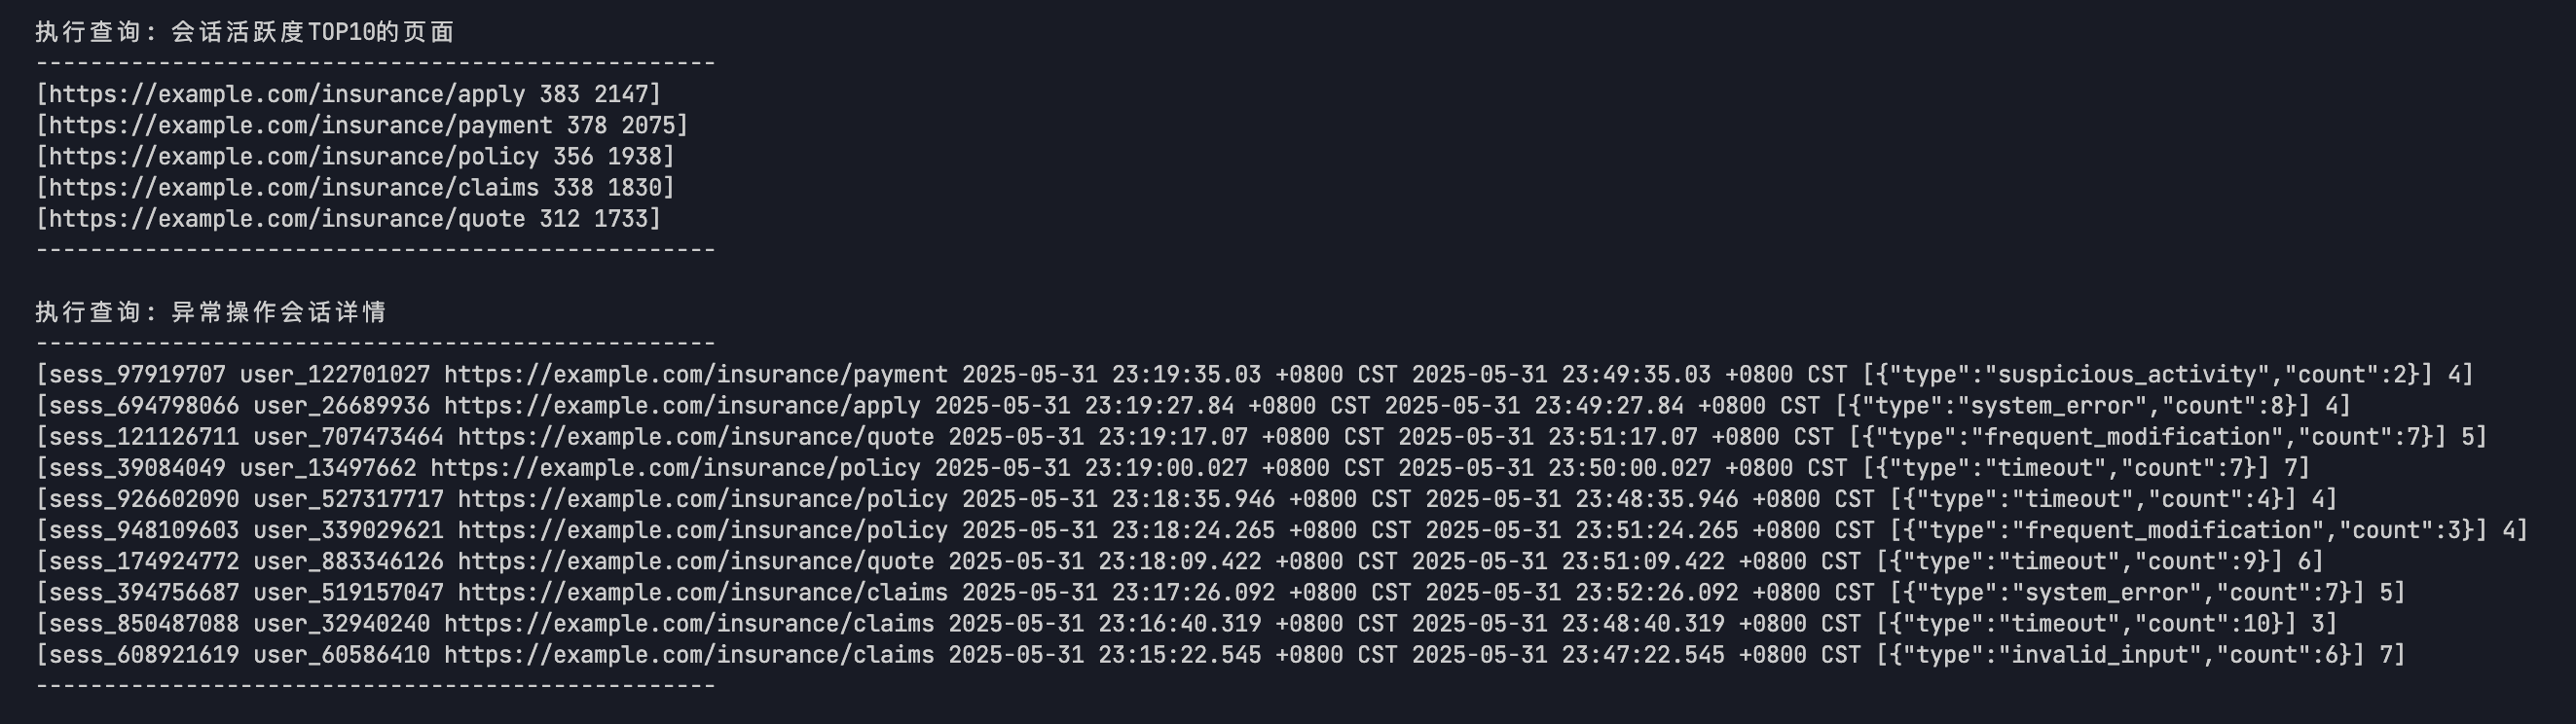 执行查询: 会话活跃度TOP10的页面
--------------------------------------------------
[https://example.com/insurance/apply 383 2147]
[https://example.com/insurance/payment 378 2075]
[https://example.com/insurance/policy 356 1938]
[https://example.com/insurance/claims 338 1830]
[https://example.com/insurance/quote 312 1733]
--------------------------------------------------
执行查询: 异常操作会话详情
--------------------------------------------------
[sess_97919707 user_122701027 https://example.com/insurance/payment 2025-05-31 23:19:35.03 +0800 CST 2025-05-31 23:49:35.03 +0800 CST [{"type":"suspicious_activity","count":2}] 4]
[sess_694798066 user_26689936 https://example.com/insurance/apply 2025-05-31 23:19:27.84 +0800 CST 2025-05-31 23:49:27.84 +0800 CST [{"type":"system_error","count":8}] 4]
[sess_121126711 user_707473464 https://example.com/insurance/quote 2025-05-31 23:19:17.07 +0800 CST 2025-05-31 23:51:17.07 +0800 CST [{"type":"frequent_modification","count":7}] 5]
[sess_39084049 user_13497662 https://example.com/insurance/policy 2025-05-31 23:19:00.027 +0800 CST 2025-05-31 23:50:00.027 +0800 CST [{"type":"timeout","count":7}] 7]
[sess_926602090 user_527317717 https://example.com/insurance/policy 2025-05-31 23:18:35.946 +0800 CST 2025-05-31 23:48:35.946 +0800 CST [{"type":"timeout","count":4}] 4]
[sess_948109603 user_339029621 https://example.com/insurance/policy 2025-05-31 23:18:24.265 +0800 CST 2025-05-31 23:51:24.265 +0800 CST [{"type":"frequent_modification","count":3}] 4]
[sess_174924772 user_883346126 https://example.com/insurance/quote 2025-05-31 23:18:09.422 +0800 CST 2025-05-31 23:51:09.422 +0800 CST [{"type":"timeout","count":9}] 6]
[sess_394756687 user_519157047 https://example.com/insurance/claims 2025-05-31 23:17:26.092 +0800 CST 2025-05-31 23:52:26.092 +0800 CST [{"type":"system_error","count":7}] 5]
[sess_850487088 user_32940240 https://example.com/insurance/claims 2025-05-31 23:16:40.319 +0800 CST 2025-05-31 23:48:40.319 +0800 CST [{"type":"timeout","count":10}] 3]
[sess_608921619 user_60586410 https://example.com/insurance/claims 2025-05-31 23:15:22.545 +0800 CST 2025-05-31 23:47:22.545 +0800 CST [{"type":"invalid_input","count":6}] 7]
--------------------------------------------------